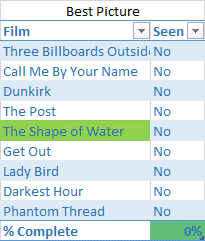 Best Picture
Film Seen
Three Billboards Outside No
Call Me By Your Name No
Dunkirk No
The Post No
The Shape of Water No
Get Out No
Lady Bird No
Darkest Hour No
Phantom Thread No
% Complete 0%